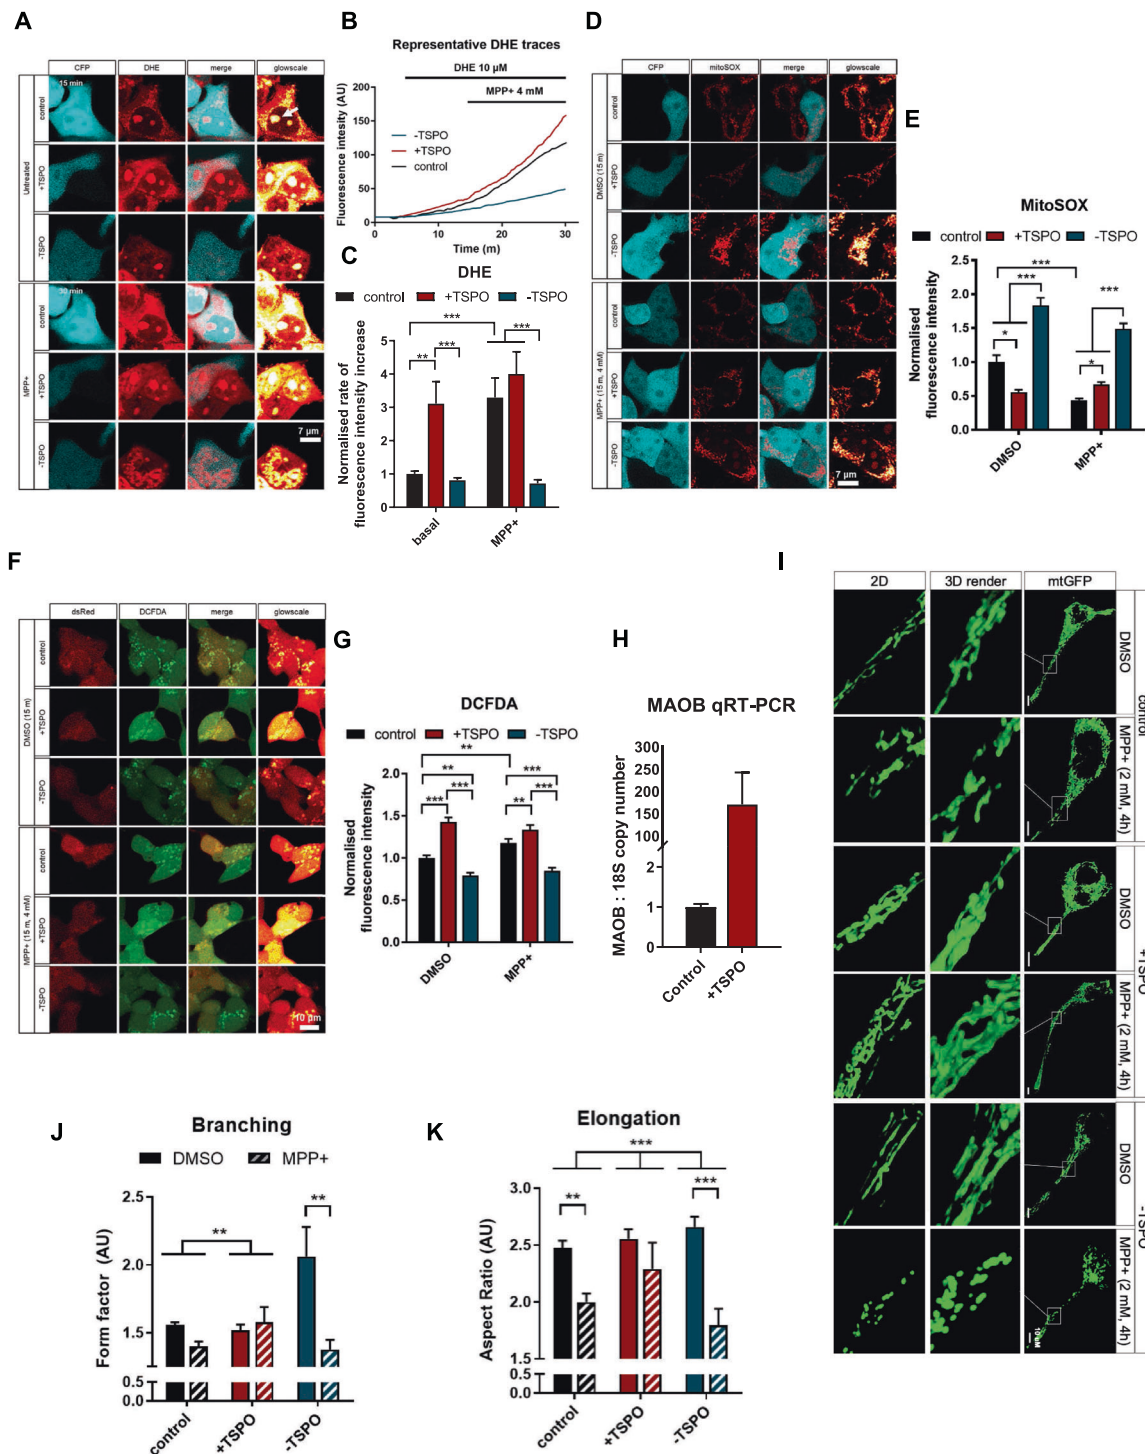 A
CFP
DHE
merge
glowscale
Untreated
MPP+
control
+TSPO
-TSPO
control
+TSPO
-TSPO
15 min
30 min
7 µm
B
Representative DHE traces
DHE 10 µM
MPP+ 4 mM
Fluorescence intesity (AU)
200
150
100
50
0
-TSPO
+TSPO
control
0
10
20
30
Time (m)
C
DHE
control
+TSPO
-TSPO
Normalised rate of
fluorescence intensity increase
5
4
3
2
1
0
**
***
***
***
basal
MPP+
D
CFP
mitoSOX
merge
glowscale
DMSO (15 m)
MPP+ (15 m, 4 mM)
control
+TSPO
-TSPO
control
+TSPO
-TSPO
7 µm
E
MitoSOX
control
+TSPO
-TSPO
Normalised
fluorescence intensity
2.5
2.0
1.5
1.0
0.5
0.0
***
***
*
***
*
DMSO
MPP+
F
dsRed
DCFDA
merge
glowscale
DMSO (15 m)
MPP+ (15 m, 4 mM)
control
+TSPO
-TSPO
control
+TSPO
-TSPO
10 µm
G
DCFDA
control
+TSPO
-TSPO
Normalised
fluorescence intensity
2.0
1.5
1.0
0.5
0.0
**
**
***
***
***
***
**
DMSO
MPP+
H
MAOB qRT-PCR
MAOB : 18S copy number
300
250
200
150
100
2
1
0
Control
+TSPO
I
2D
3D render
mtGFP
DMSO
MPP+ (2 mM, 4h)
DMSO
MPP+ (2 mM, 4h)
DMSO
MPP+ (2 mM, 4h)
control
+TSPO
-TSPO
10 µM
J
Branching
DMSO
MPP+
Form factor
(AU)
2.5
2.0
1.5
0.5
0.0
**
**
control
+TSPO
-TSPO
K
Elongation
Aspect Ratio (AU)
3.0
2.5
2.0
1.5
0.5
0.0
***
**
***
control
+TSPO
-TSPO